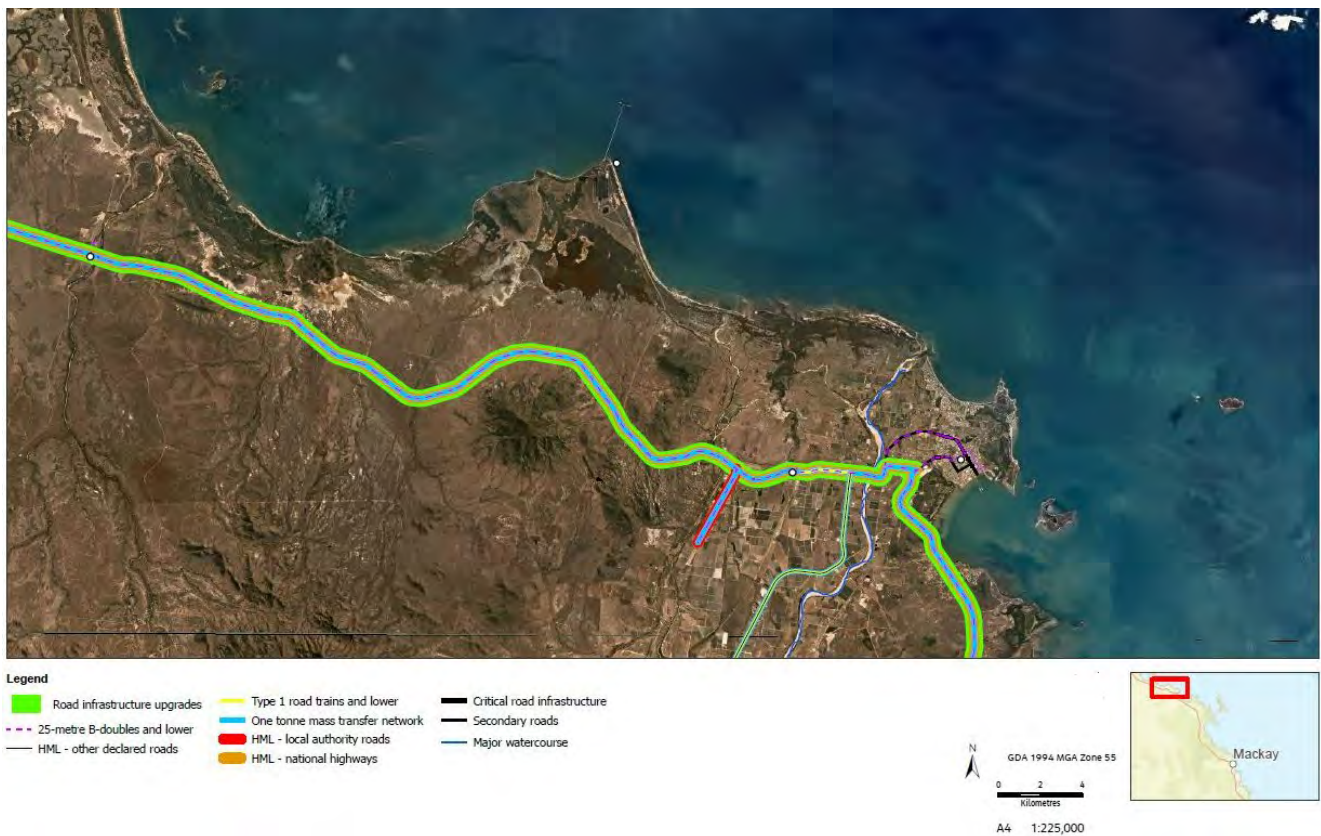 Legend
Road infrastructure upgrades
25-metre B-doubles and lower
HML - other declared roads
Type 1 road trains and lower
One tonne mass transfer network
HML - local authority roads
HML - national highways
Critical road infrastructure
Secondary roads
Major watercourse
N
GDA 1994 MGA Zone 55
0 2 4
Kilometres
A4 1:225,000
Mackay